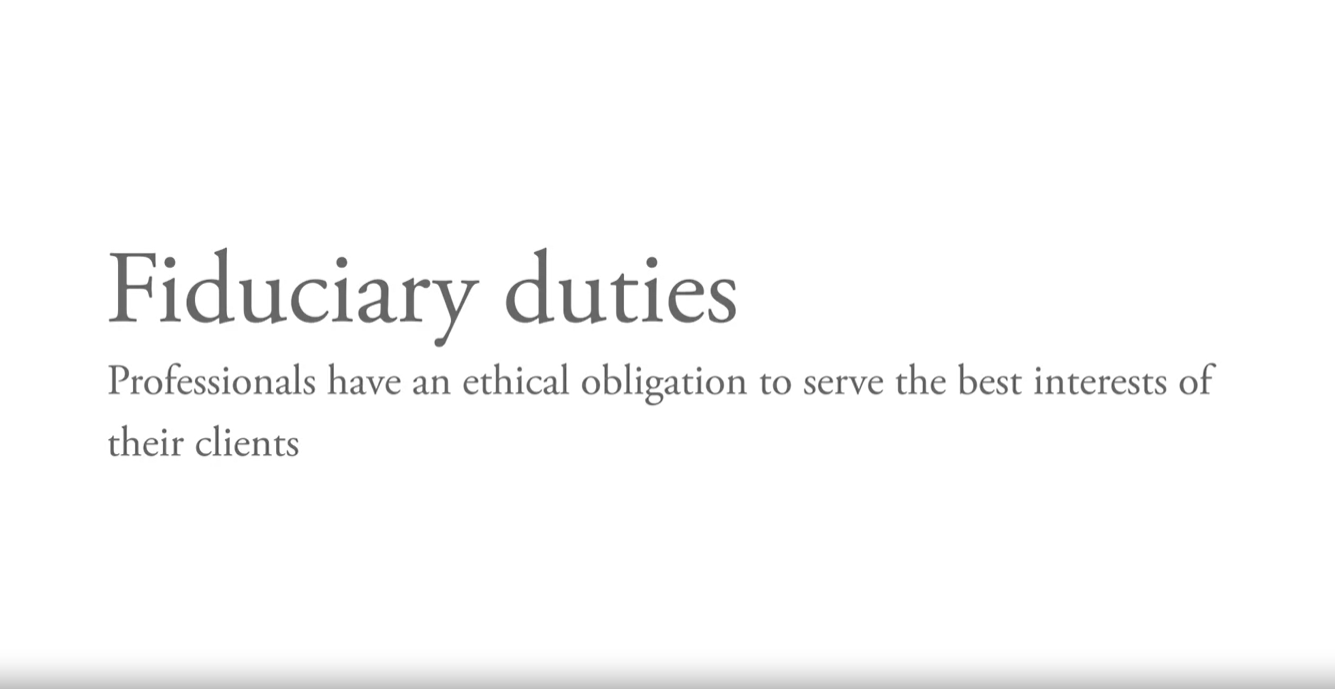 Fiduciary duties
Professionals have an ethical obligation to serve the best interests of
their clients